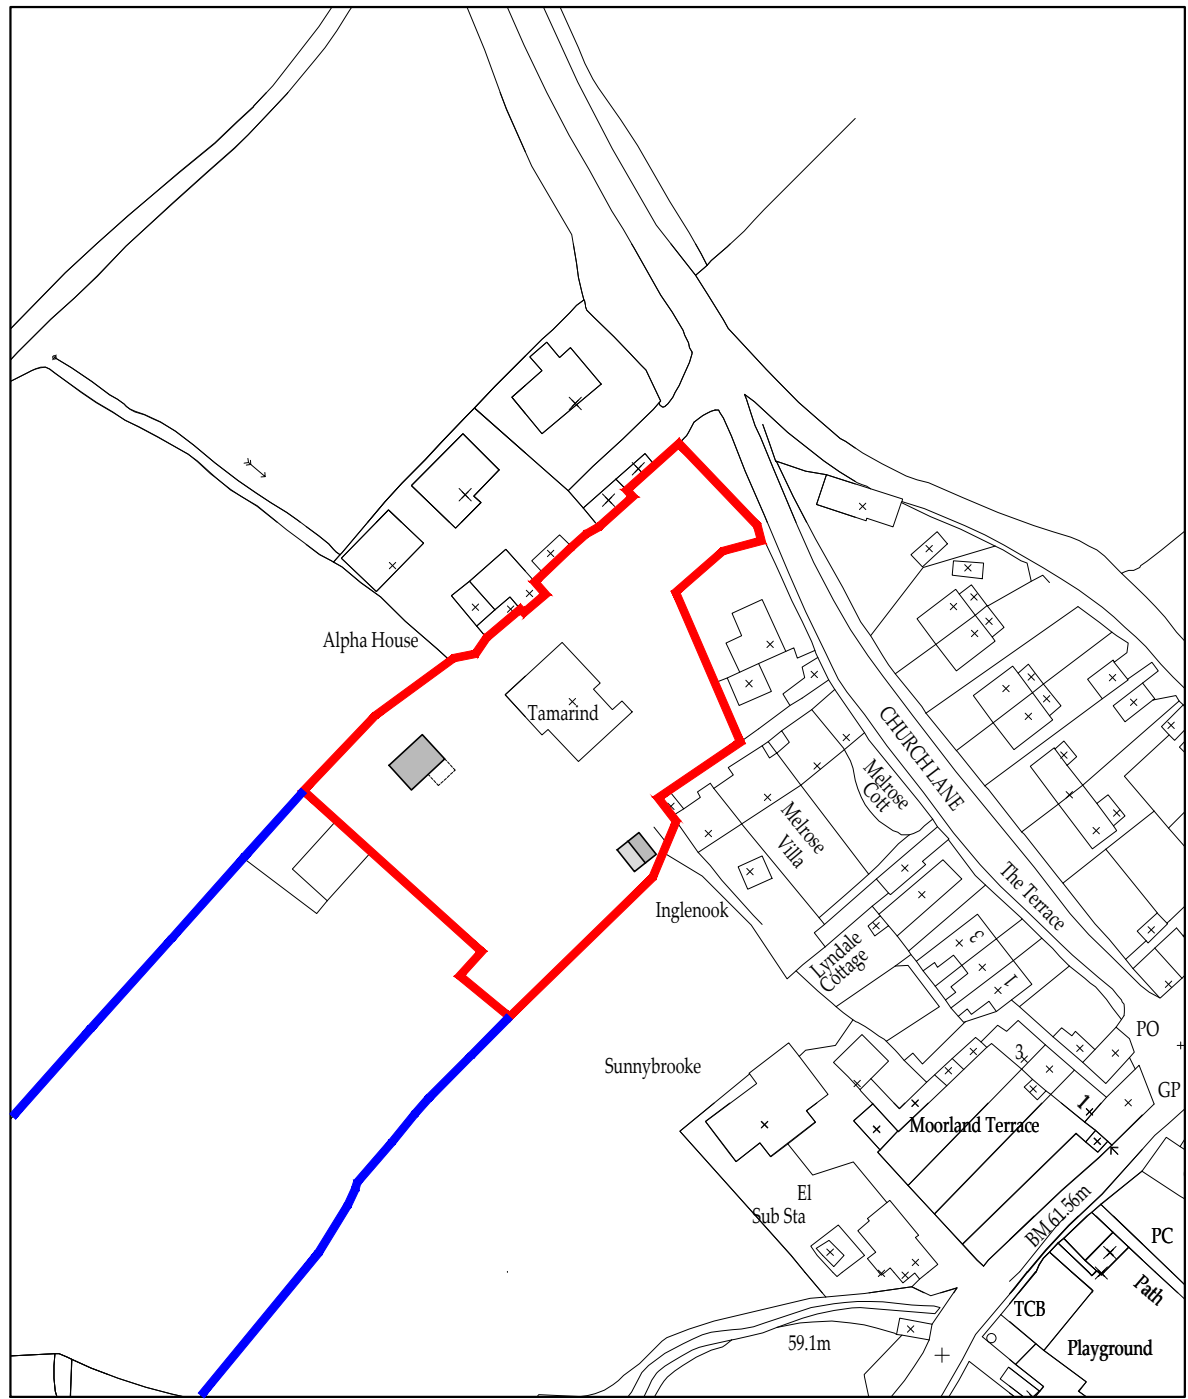 Alpha House
Tamarind
CHURCH LANE
Melrose
Cott
Melrose
Villa
The Terrace
Inglenook
Lyndale
Cottage
3
1
PO
Sunnybrooke
3
GP
1
Moorland Terrace
El
Sub Sta
BM 61.56m
PC
Path
TCB
59.1m
Playground